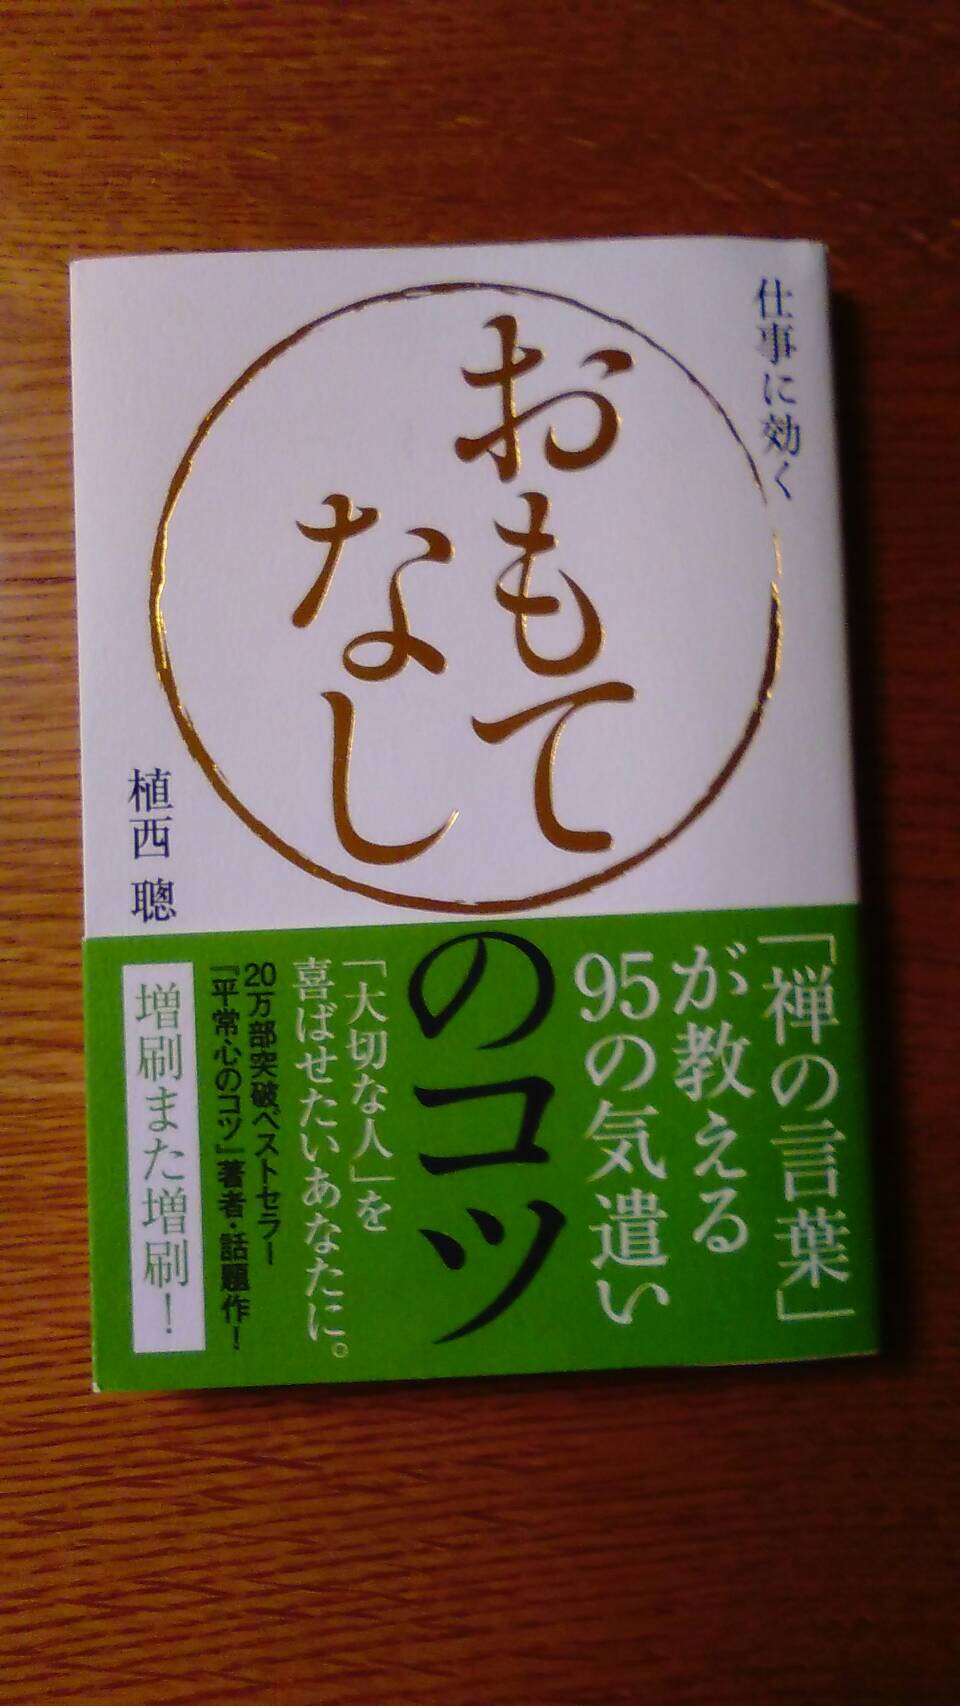 仕事に効く
おもて
なし
のコツ
植西 聰
「禅の言葉」
が教える
95の気遣い
「大切な人」を
喜ばせたいあなたに。
20万部突破ベストセラー
『平常心のコツ』著者・話題作！
増刷また増刷！